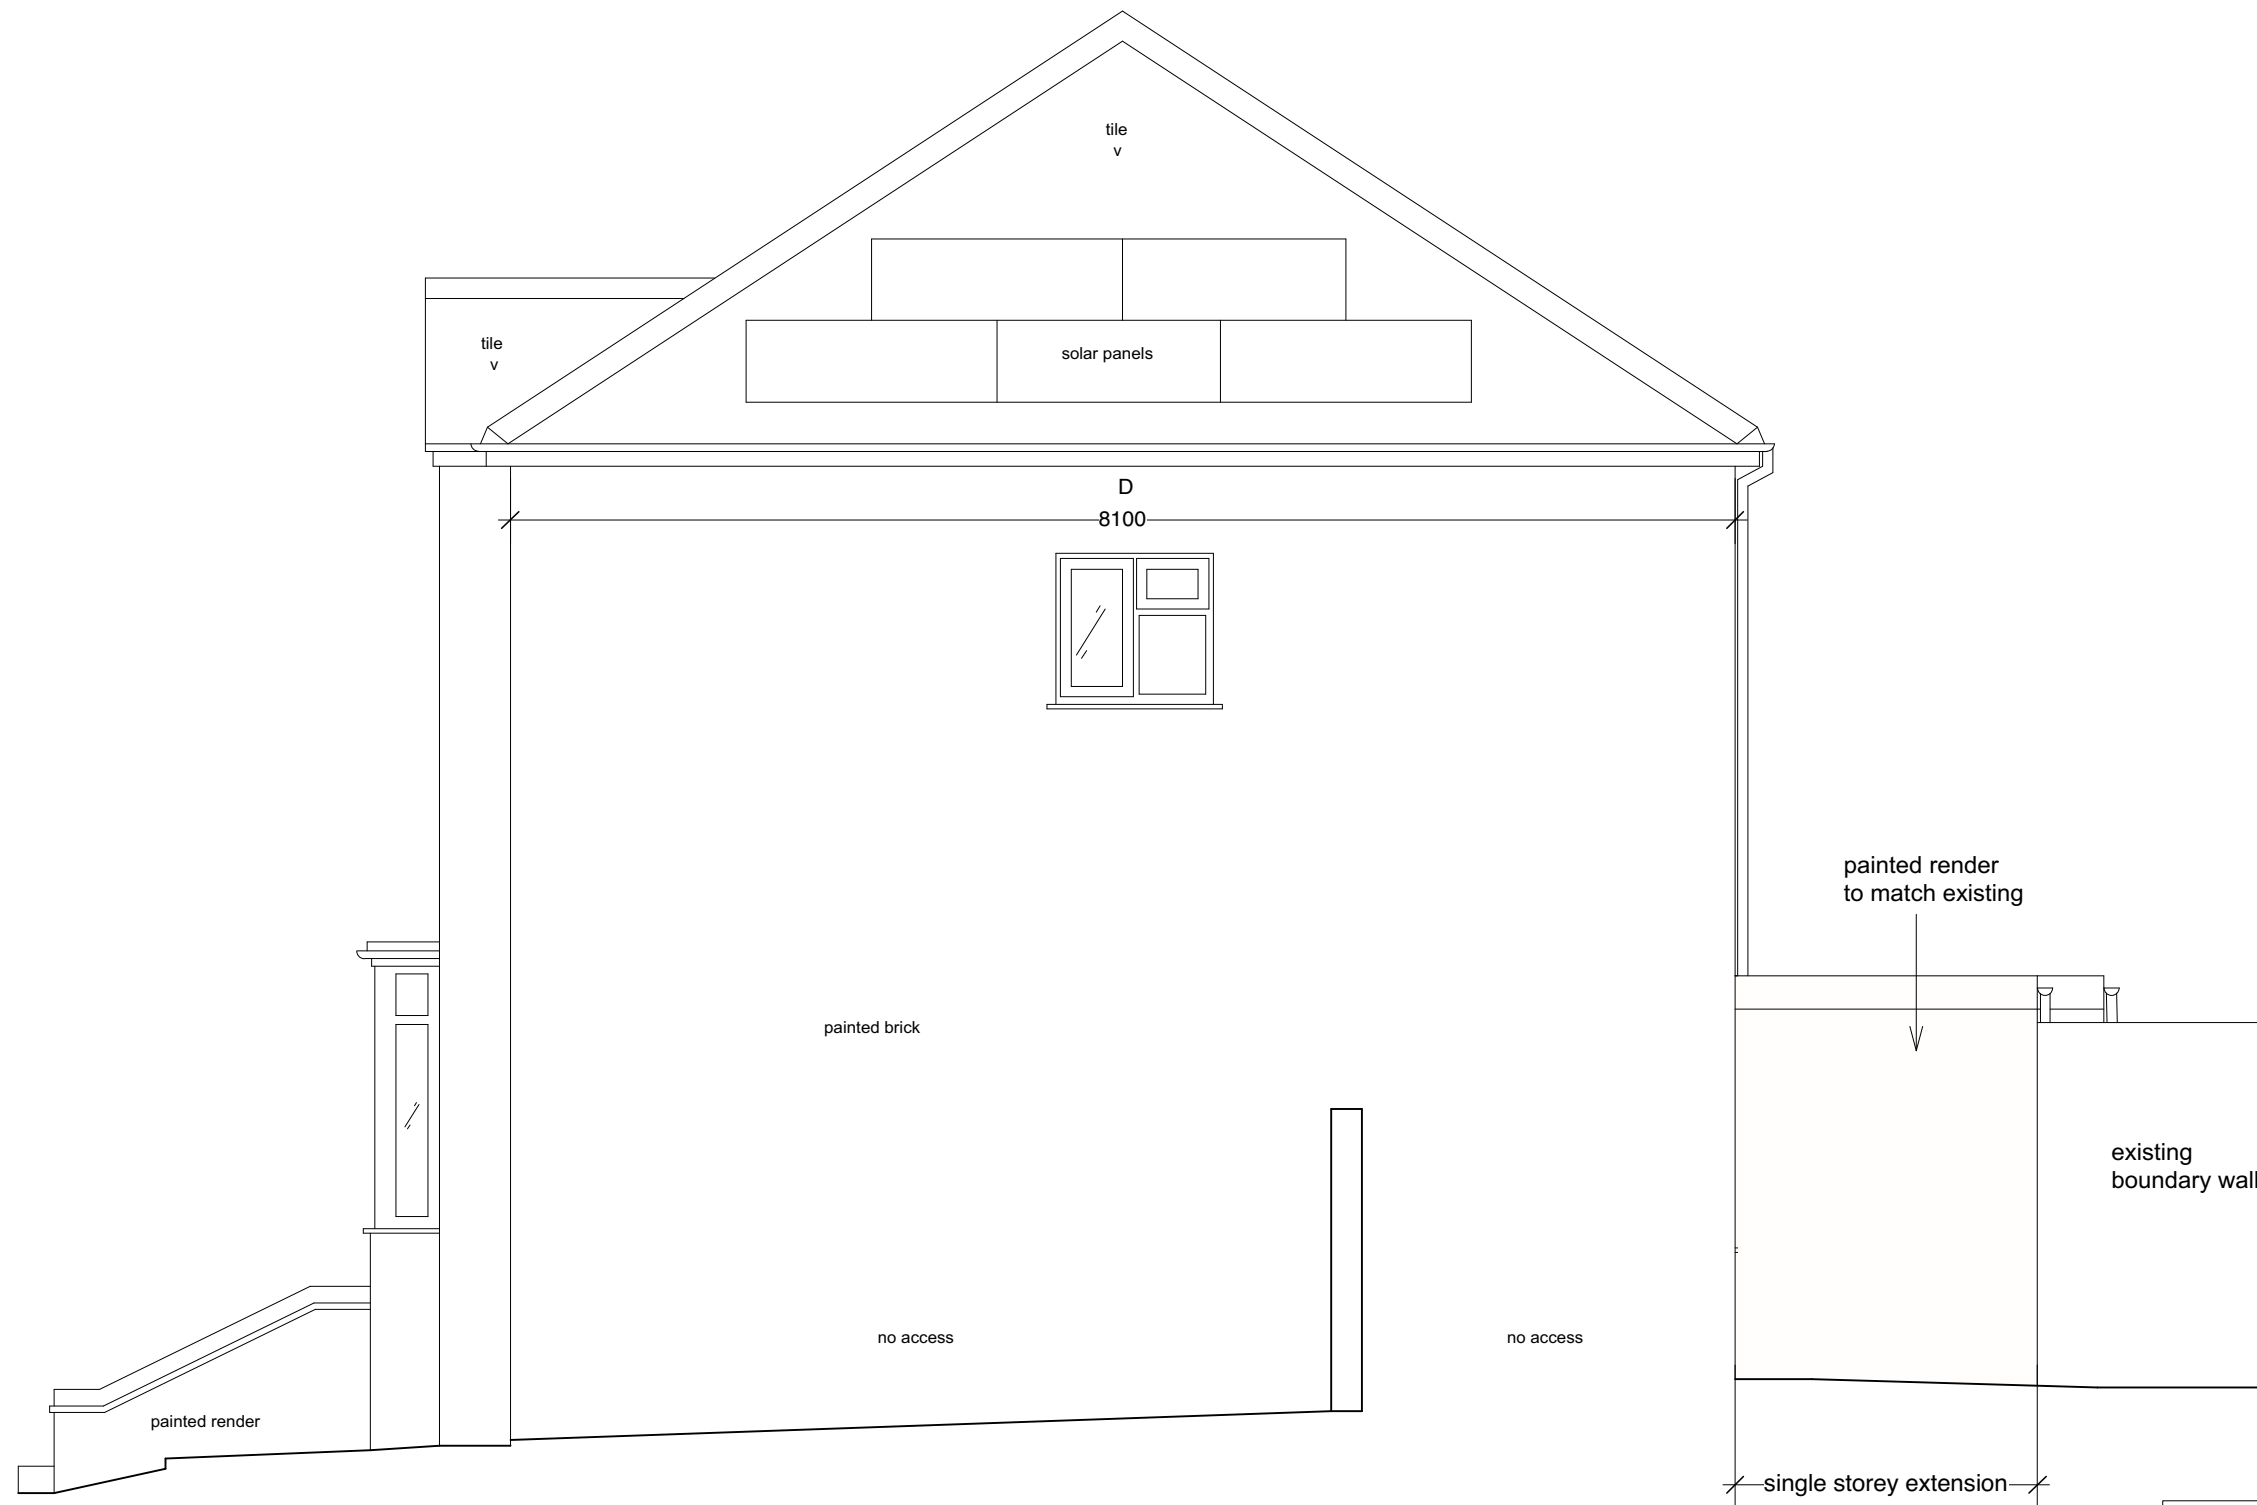 tile
v
tile
v
solar panels
D
8100
painted render
to match existing
painted brick
existing
boundary wall
no access
no access
painted render
single storey extension